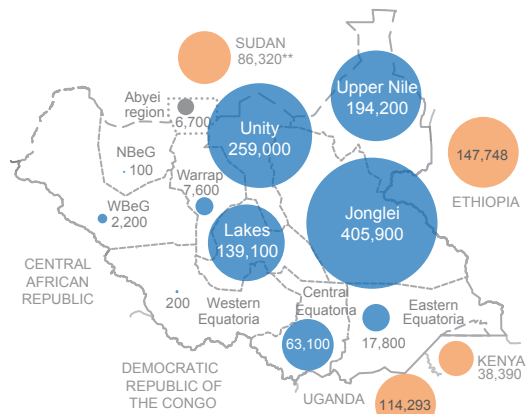 SUDAN
86,320**
Upper Nile
194,200
Abyei
region
6,700
Unity
259,000
147,748
ETHIOPIA
NBeG
100
Warrap
7,600
WBeG
2,200
Lakes
139,100
Jonglei
405,900
CENTRAL
AFRICAN
REPUBLIC
200
Western
Equatoria
Central
Equatoria
63,100
Eastern
Equatoria
17,800
DEMOCRATIC
REPUBLIC OF
THE CONGO
UGANDA
114,293
KENYA
38,390